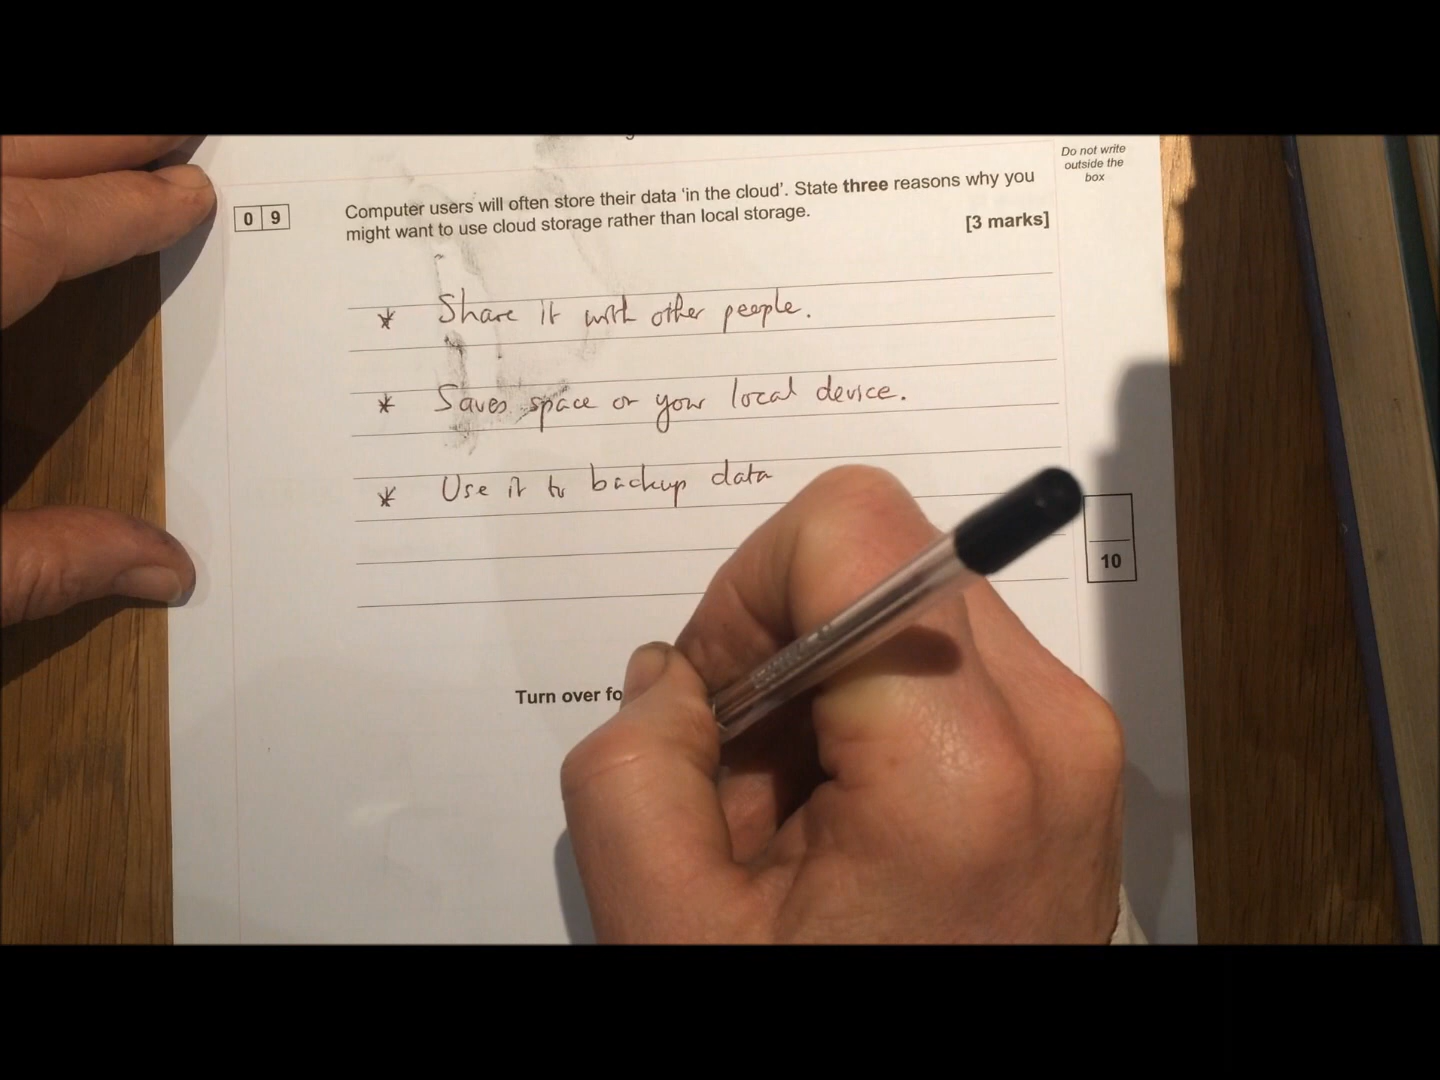 Do not write
outside the
box
0 9
Computer users will often store their data 'in the cloud'. State three reasons why you
might want to use cloud storage rather than local storage.
[3 marks]
* Share it with other people.
* Saves space on your local device.
* Use it to backup data
10
Turn over fo